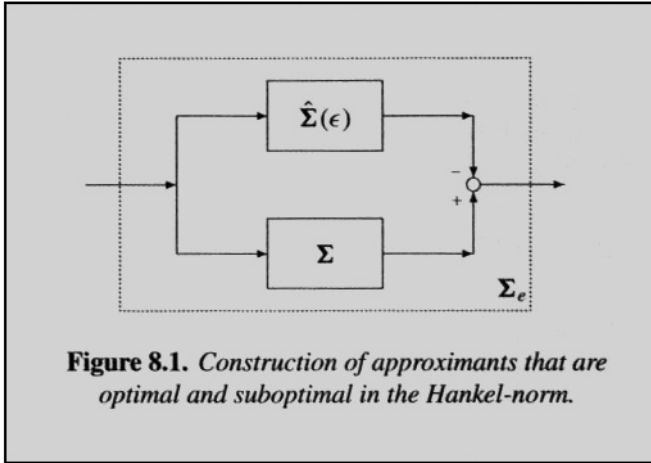 Σ̂(ϵ)
−
+
Σ
Σₑ
Figure 8.1. Construction of approximants that are
optimal and suboptimal in the Hankel-norm.